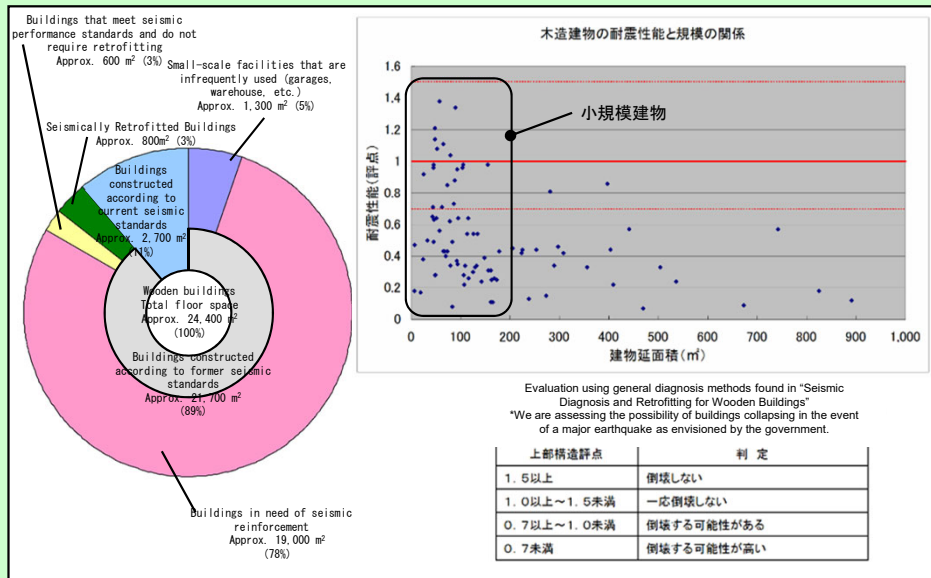 Buildings that meet seismic
performance standards and do not
require retrofitting
Approx. 600 m² (3%)
Small-scale facilities that are
infrequently used (garages,
warehouse, etc.)
Approx. 1,300 m² (5%)
Seismically Retrofitted Buildings
Approx. 800m² (3%)
Buildings
constructed
according to
current seismic
standards
Approx. 2,700 m²
(11%)
Wooden buildings
Total floor space
Approx. 24,400 m²
(100%)
Buildings constructed
according to former seismic
standards
Approx. 21,700 m²
(89%)
Buildings in need of seismic
reinforcement
Approx. 19,000 m²
(78%)
木造建物の耐震性能と規模の関係
耐震性能(評点)
1.6
1.4
1.2
1
0.8
0.6
0.4
0.2
0
小規模建物
0 100 200 300 400 500 600 700 800 900 1,000
建物延面積(㎡)
Evaluation using general diagnosis methods found in “Seismic
Diagnosis and Retrofitting for Wooden Buildings”
*We are assessing the possibility of buildings collapsing in the event
of a major earthquake as envisioned by the government.
上部構造評点 判 定
1.5以上 倒壊しない
1.0以上～1.5未満 一応倒壊しない
0.7以上～1.0未満 倒壊する可能性がある
0.7未満 倒壊する可能性が高い